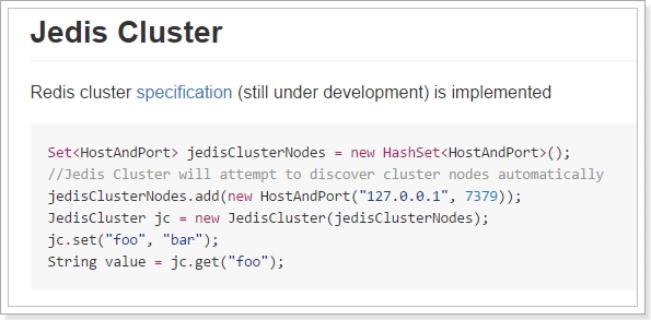 Jedis Cluster
Redis cluster specification (still under development) is implemented
Set<HostAndPort> jedisClusterNodes = new HashSet<HostAndPort>();
//Jedis Cluster will attempt to discover cluster nodes automatically
jedisClusterNodes.add(new HostAndPort("127.0.0.1", 7379));
JedisCluster jc = new JedisCluster(jedisClusterNodes);
jc.set("foo", "bar");
String value = jc.get("foo");